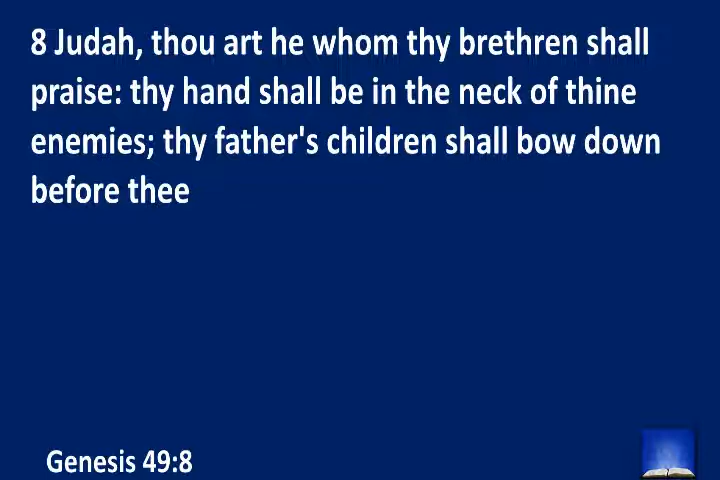 8 Judah, thou art he whom thy brethren shall
praise: thy hand shall be in the neck of thine
enemies; thy father's children shall bow down
before thee
Genesis 49:8